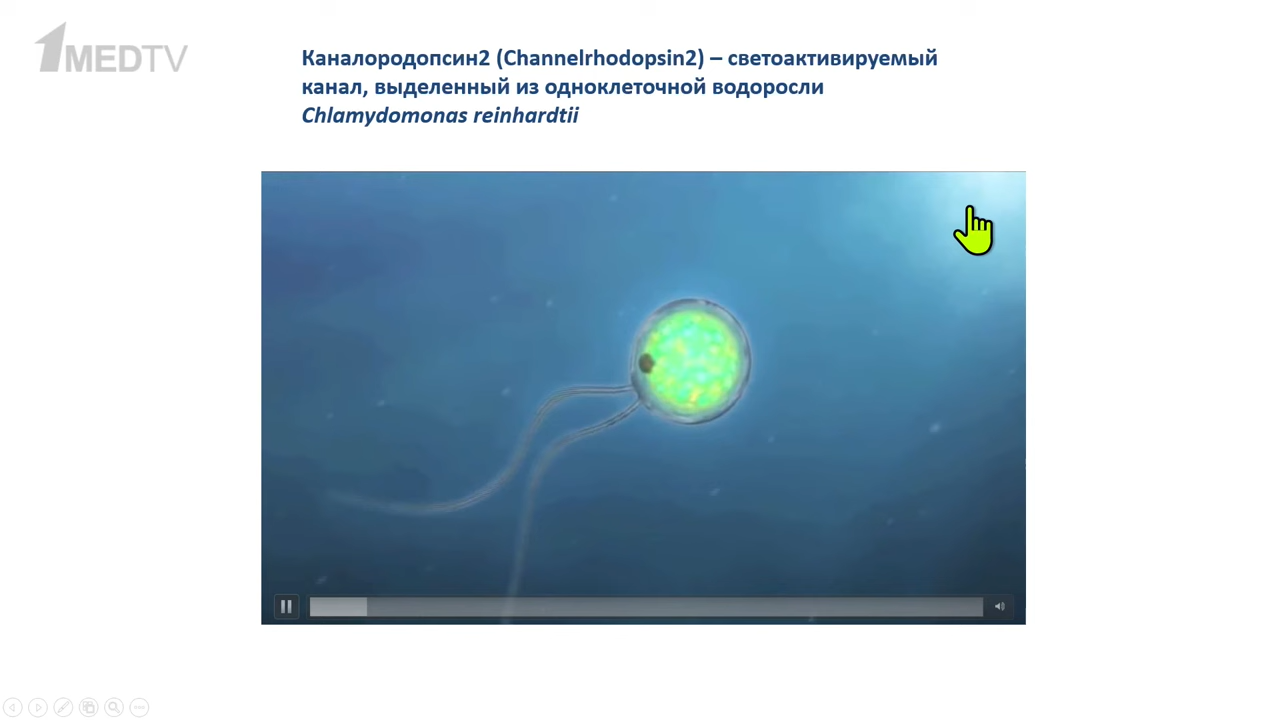 1MEDTV
Каналородопсин2 (Channelrhodopsin2) – светоактивируемый
канал, выделенный из одноклеточной водоросли
Chlamydomonas reinhardtii